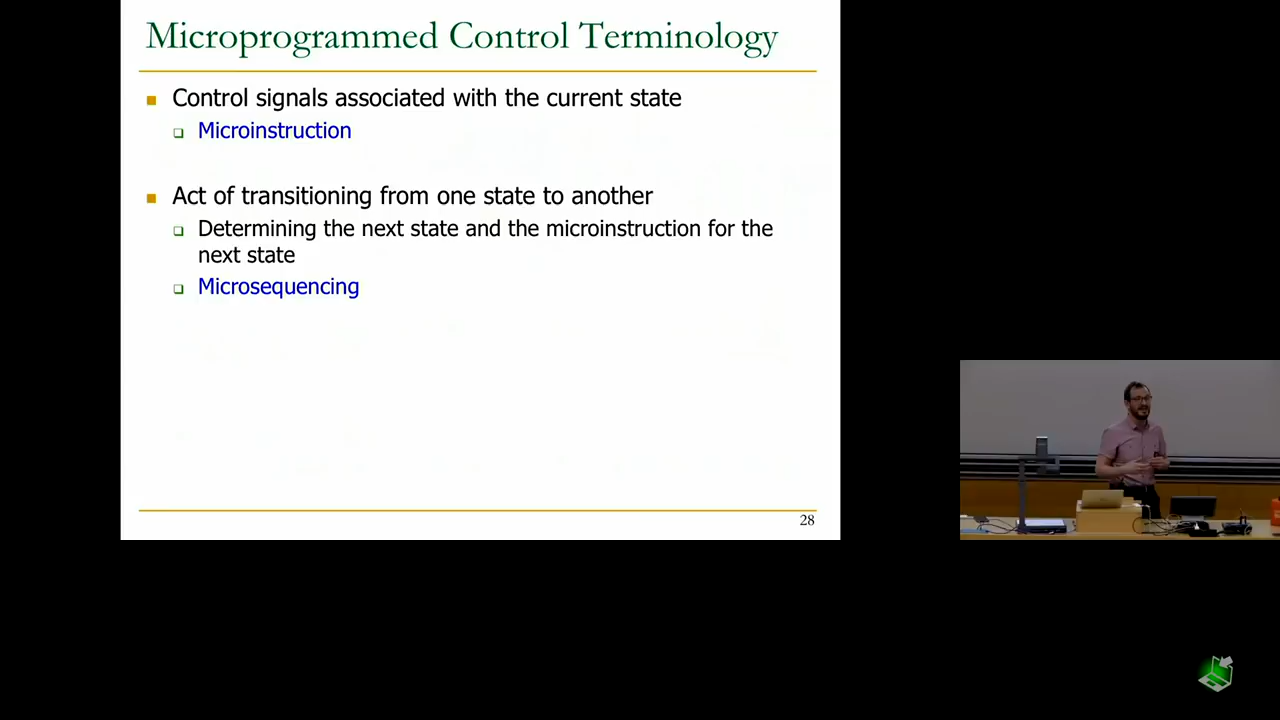 Microprogrammed Control Terminology
Control signals associated with the current state
Microinstruction
Act of transitioning from one state to another
Determining the next state and the microinstruction for the
next state
Microsequencing
28